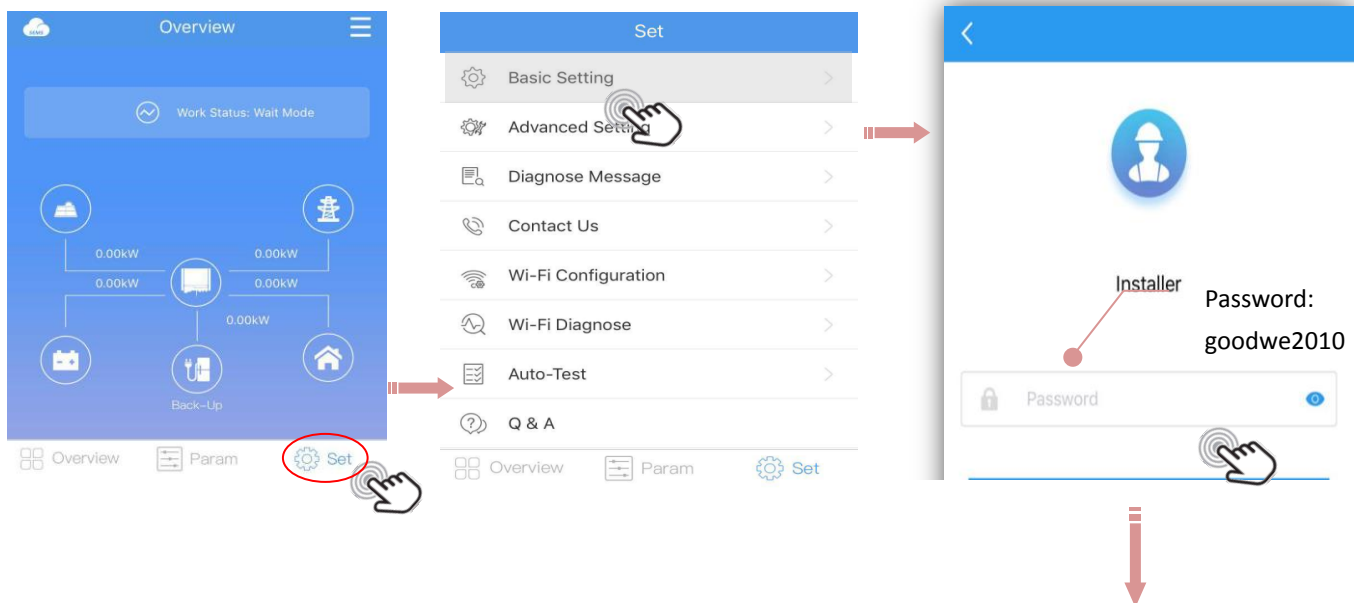 SEMS
Overview
Work Status: Wait Mode
0.00kW
0.00kW
0.00kW
0.00kW
0.00kW
Back-Up
Overview
Param
Set
Set
Basic Setting
Advanced Setting
Diagnose Message
Contact Us
Wi-Fi Configuration
Wi-Fi Diagnose
Auto-Test
Q & A
Overview
Param
Set
Installer
Password:
goodwe2010
Password